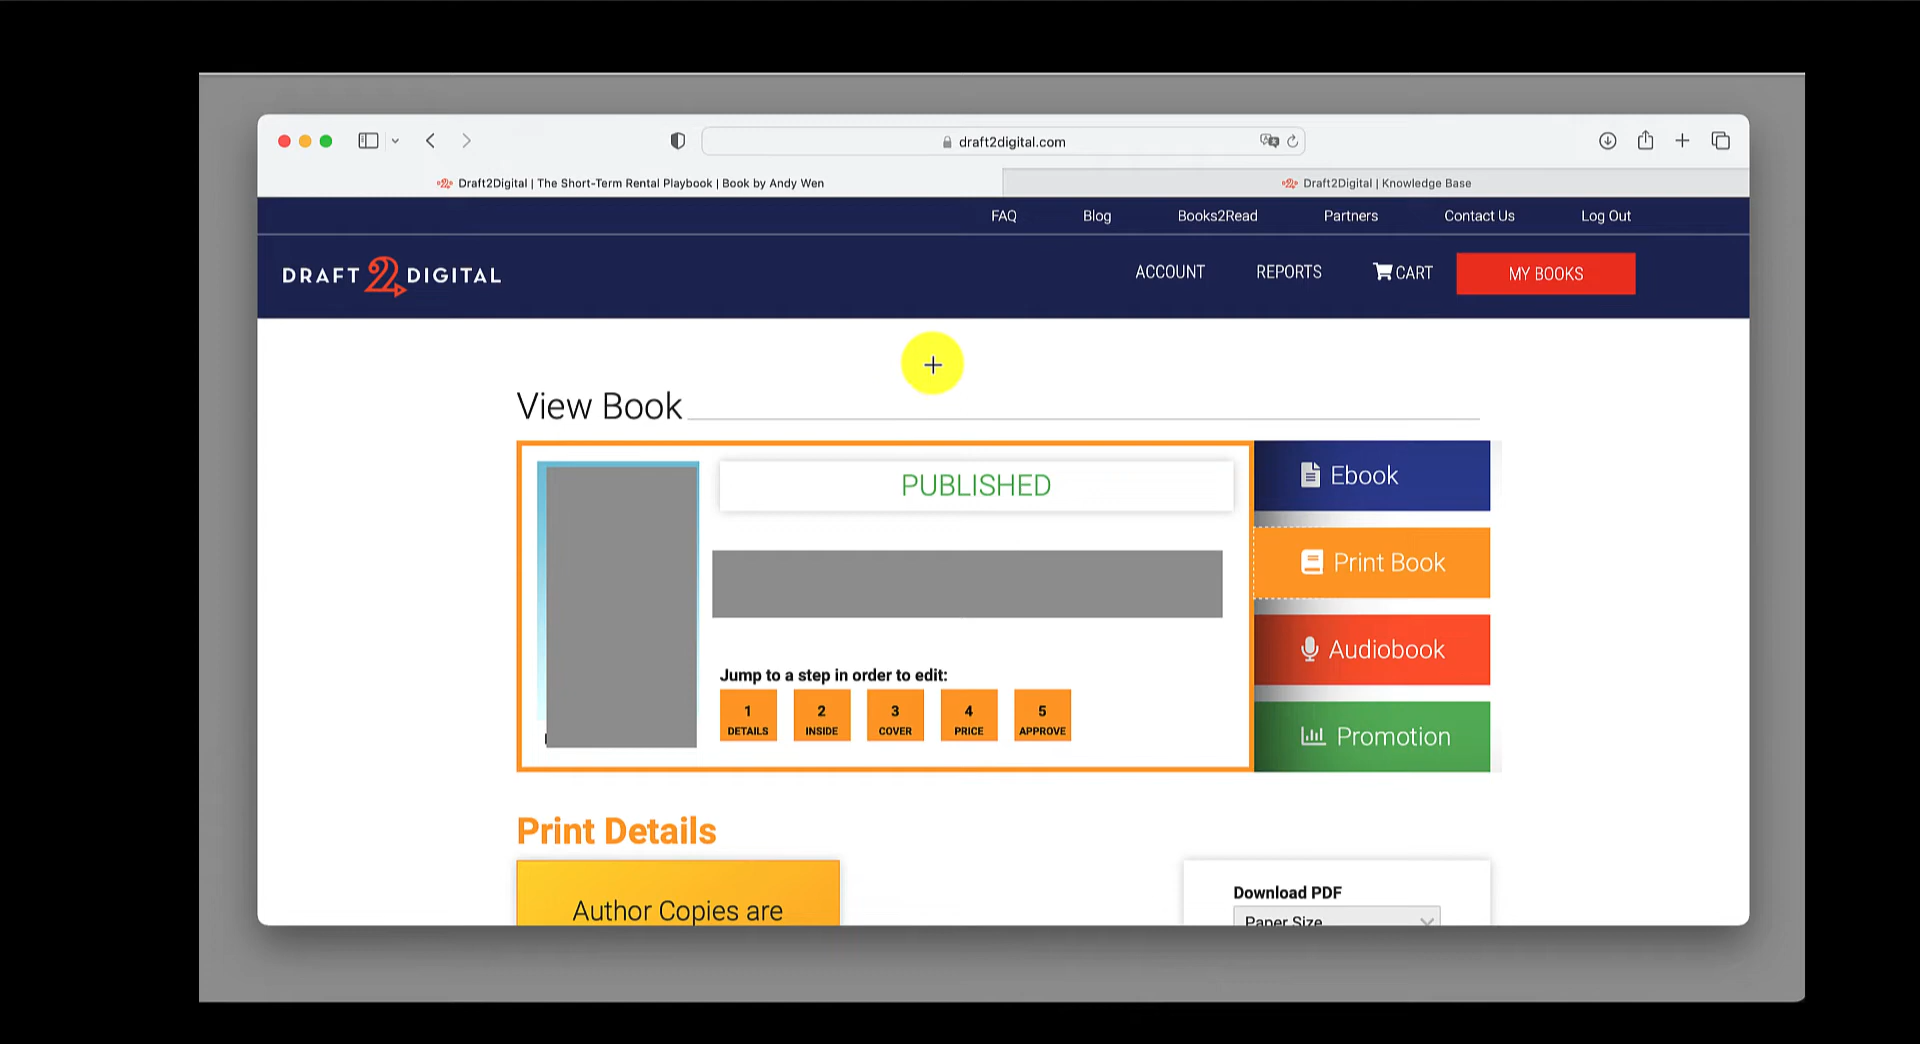 draft2digital.com
Draft2Digital | The Short-Term Rental Playbook | Book by Andy Wen
Draft2Digital | Knowledge Base
FAQ Blog Books2Read Partners Contact Us Log Out
DRAFT2DIGITAL
ACCOUNT REPORTS CART MY BOOKS
View Book
PUBLISHED
Ebook
Print Book
Audiobook
Promotion
Jump to a step in order to edit:
1 2 3 4 5
DETAILS INSIDE COVER PRICE APPROVE
Print Details
Author Copies are
Download PDF
Paper Size